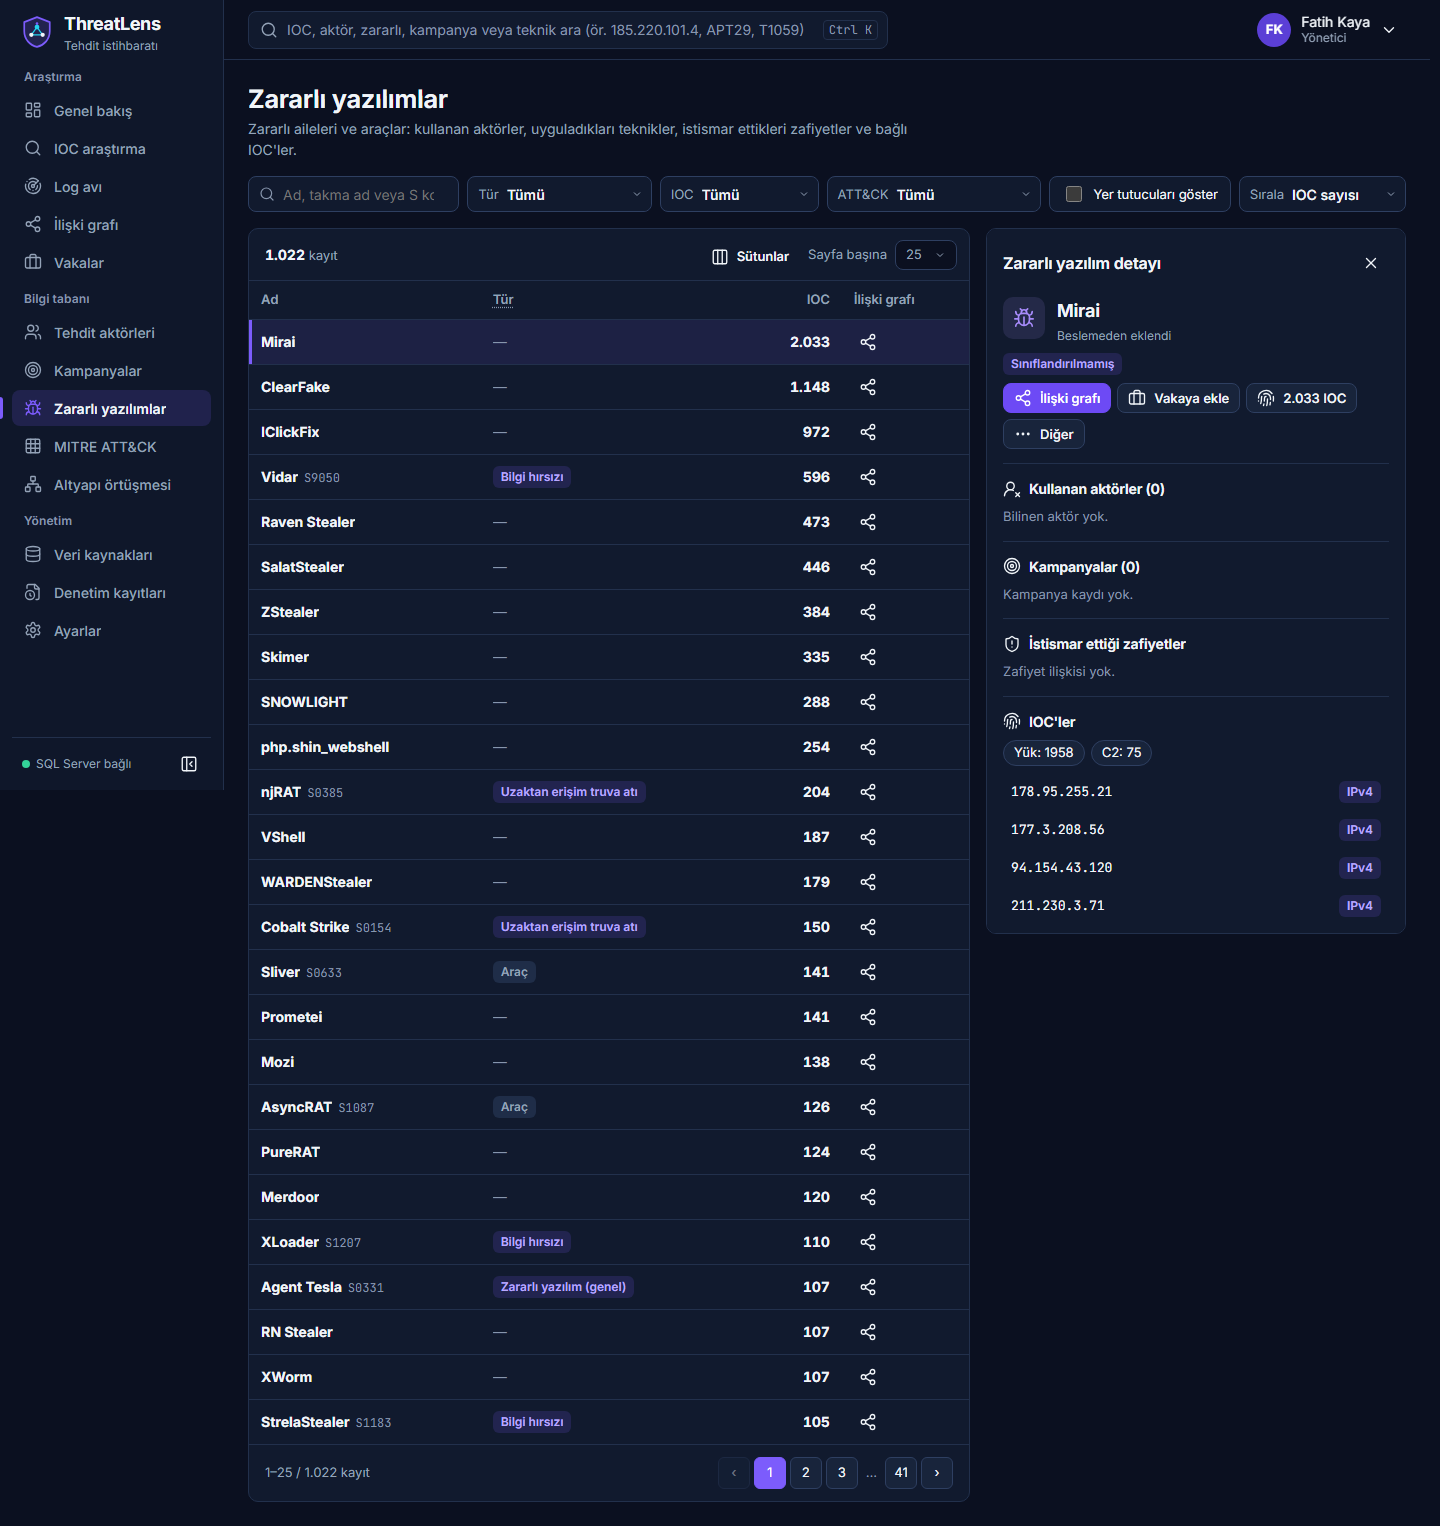 ThreatLens
Tehdit istihbaratı
Araştırma
Genel bakış
IOC araştırma
Log avı
İlişki grafı
Vakalar
Bilgi tabanı
Tehdit aktörleri
Kampanyalar
Zararlı yazılımlar
MITRE ATT&CK
Altyapı örtüşmesi
Yönetim
Veri kaynakları
Denetim kayıtları
Ayarlar
SQL Server bağlı
IOC, aktör, zararlı, kampanya veya teknik ara (ör. 185.220.101.4, APT29, T1059) Ctrl K
FK Fatih Kaya
Yönetici
Zararlı yazılımlar
Zararlı aileleri ve araçlar: kullanan aktörler, uyguladıkları teknikler, istismar ettikleri zafiyetler ve bağlı
IOC'ler.
Ad, takma ad veya S kc Tür Tümü IOC Tümü ATT&CK Tümü Yer tutucuları göster Sırala IOC sayısı
1.022 kayıt Sütunlar Sayfa başına 25
Ad Tür IOC İlişki grafı
Mirai — 2.033
ClearFake — 1.148
IClickFix — 972
Vidar S9050 Bilgi hırsızı 596
Raven Stealer — 473
SalatStealer — 446
ZStealer — 384
Skimer — 335
SNOWLIGHT — 288
php.shin_webshell — 254
njRAT S0385 Uzaktan erişim truva atı 204
VShell — 187
WARDENStealer — 179
Cobalt Strike S0154 Uzaktan erişim truva atı 150
Sliver S0633 Araç 141
Prometei — 141
Mozi — 138
AsyncRAT S1087 Araç 126
PureRAT — 124
Merdoor — 120
XLoader S1207 Bilgi hırsızı 110
Agent Tesla S0331 Zararlı yazılım (genel) 107
RN Stealer — 107
XWorm — 107
StrelaStealer S1183 Bilgi hırsızı 105
1–25 / 1.022 kayıt ‹ 1 2 3 … 41 ›
Zararlı yazılım detayı
Mirai
Beslemeden eklendi
Sınıflandırılmamış
İlişki grafı Vakaya ekle 2.033 IOC
Diğer
Kullanan aktörler (0)
Bilinen aktör yok.
Kampanyalar (0)
Kampanya kaydı yok.
İstismar ettiği zafiyetler
Zafiyet ilişkisi yok.
IOC'ler
Yük: 1958 C2: 75
178.95.255.21 IPv4
177.3.208.56 IPv4
94.154.43.120 IPv4
211.230.3.71 IPv4